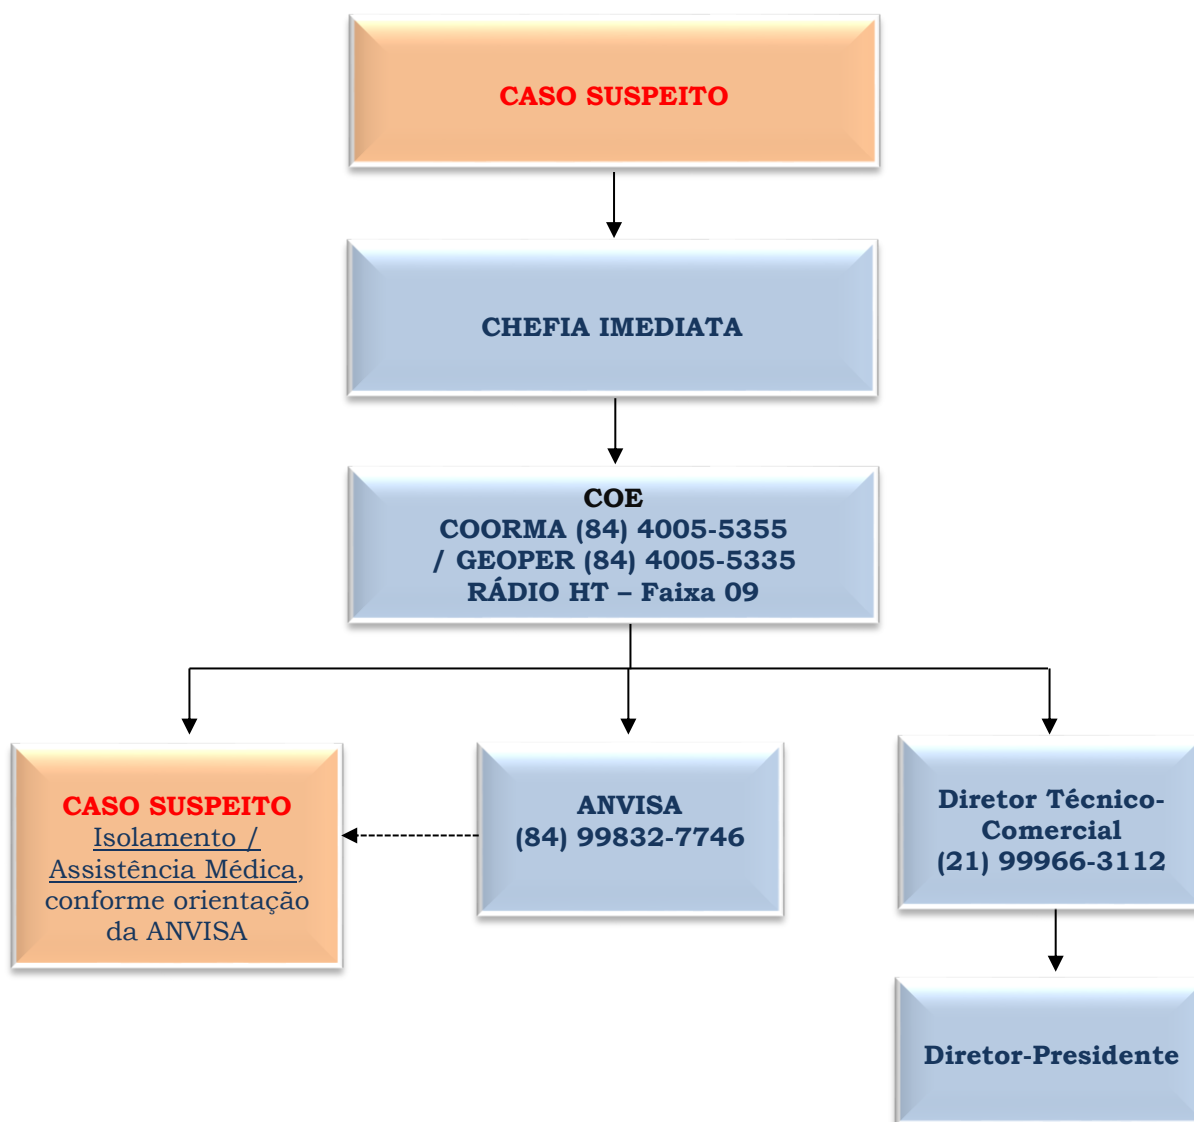 CASO SUSPEITO
CHEFIA IMEDIATA
COE
COORMA (84) 4005-5355
/ GEOPER (84) 4005-5335
RÁDIO HT – Faixa 09
CASO SUSPEITO
Isolamento /
Assistência Médica,
conforme orientação
da ANVISA
ANVISA
(84) 99832-7746
Diretor Técnico-
Comercial
(21) 99966-3112
Diretor-Presidente